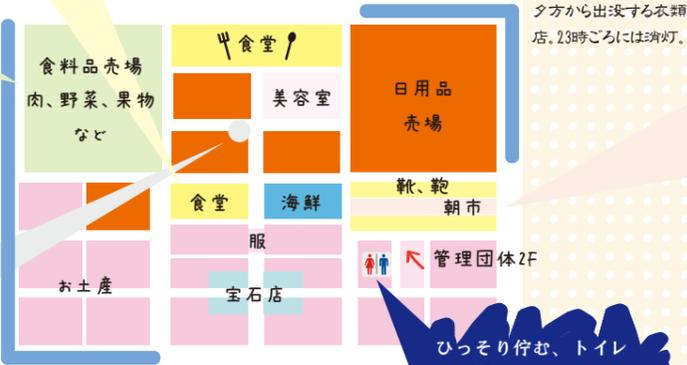 夕方から出没する衣類
店。23時ごろには消灯。
食堂
食料品売場
肉、野菜、果物
など
美容室
日用品
売場
食堂
海鮮
靴、鞄
朝市
服
管理団体2F
お土産
宝石店
ひっそり佇む、トイレ